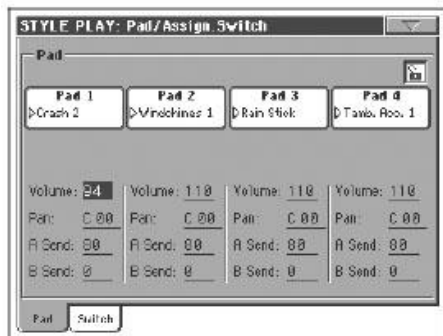 STYLE PLAY: Pad/Assign.Switch
Pad
Pad 1 Pad 2 Pad 3 Pad 4
Crash 2 Windchimes 1 Rain Stick Tamb. Acc. 1
Volume: 94 Volume: 110 Volume: 110 Volume: 110
Pan: C 00 Pan: C 00 Pan: C 00 Pan: C 00
A Send: 80 A Send: 80 A Send: 80 A Send: 80
B Send: 0 B Send: 0 B Send: 0 B Send: 0
Pad Switch